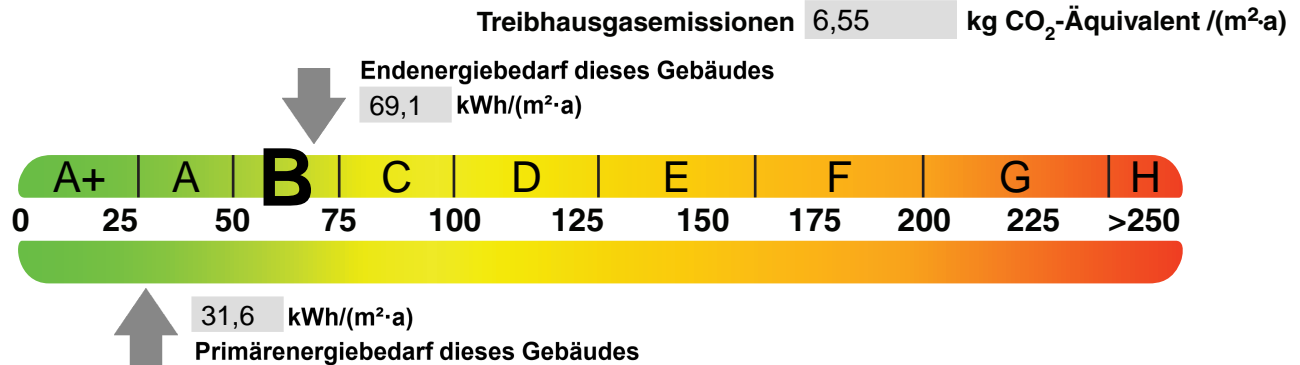 Treibhausgasemissionen 6,55 kg CO₂-Äquivalent /(m²·a)
Endenergiebedarf dieses Gebäudes
69,1 kWh/(m²·a)
A+ A B C D E F G H
0 25 50 75 100 125 150 175 200 225 >250
31,6 kWh/(m²·a)
Primärenergiebedarf dieses Gebäudes